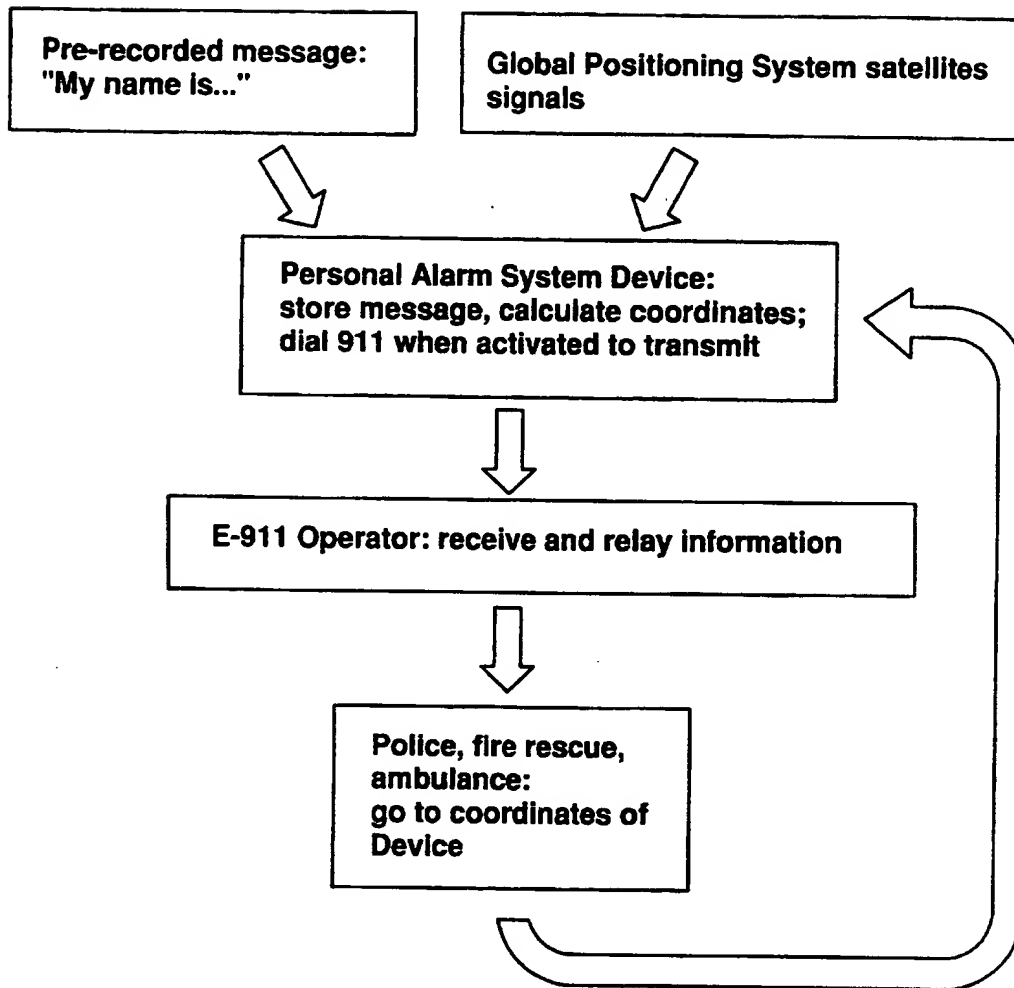 Pre-recorded message:
"My name is..."
Global Positioning System satellites
signals
Personal Alarm System Device:
store message, calculate coordinates;
dial 911 when activated to transmit
E-911 Operator: receive and relay information
Police, fire rescue,
ambulance:
go to coordinates of
Device